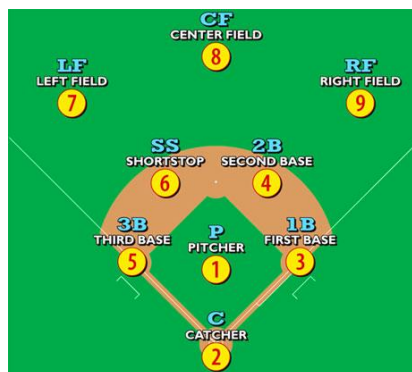 CF
CENTER FIELD
8
LF
LEFT FIELD
7
RF
RIGHT FIELD
9
SS
SHORTSTOP
6
2B
SECOND BASE
4
3B
THIRD BASE
5
P
PITCHER
1
1B
FIRST BASE
3
C
CATCHER
2